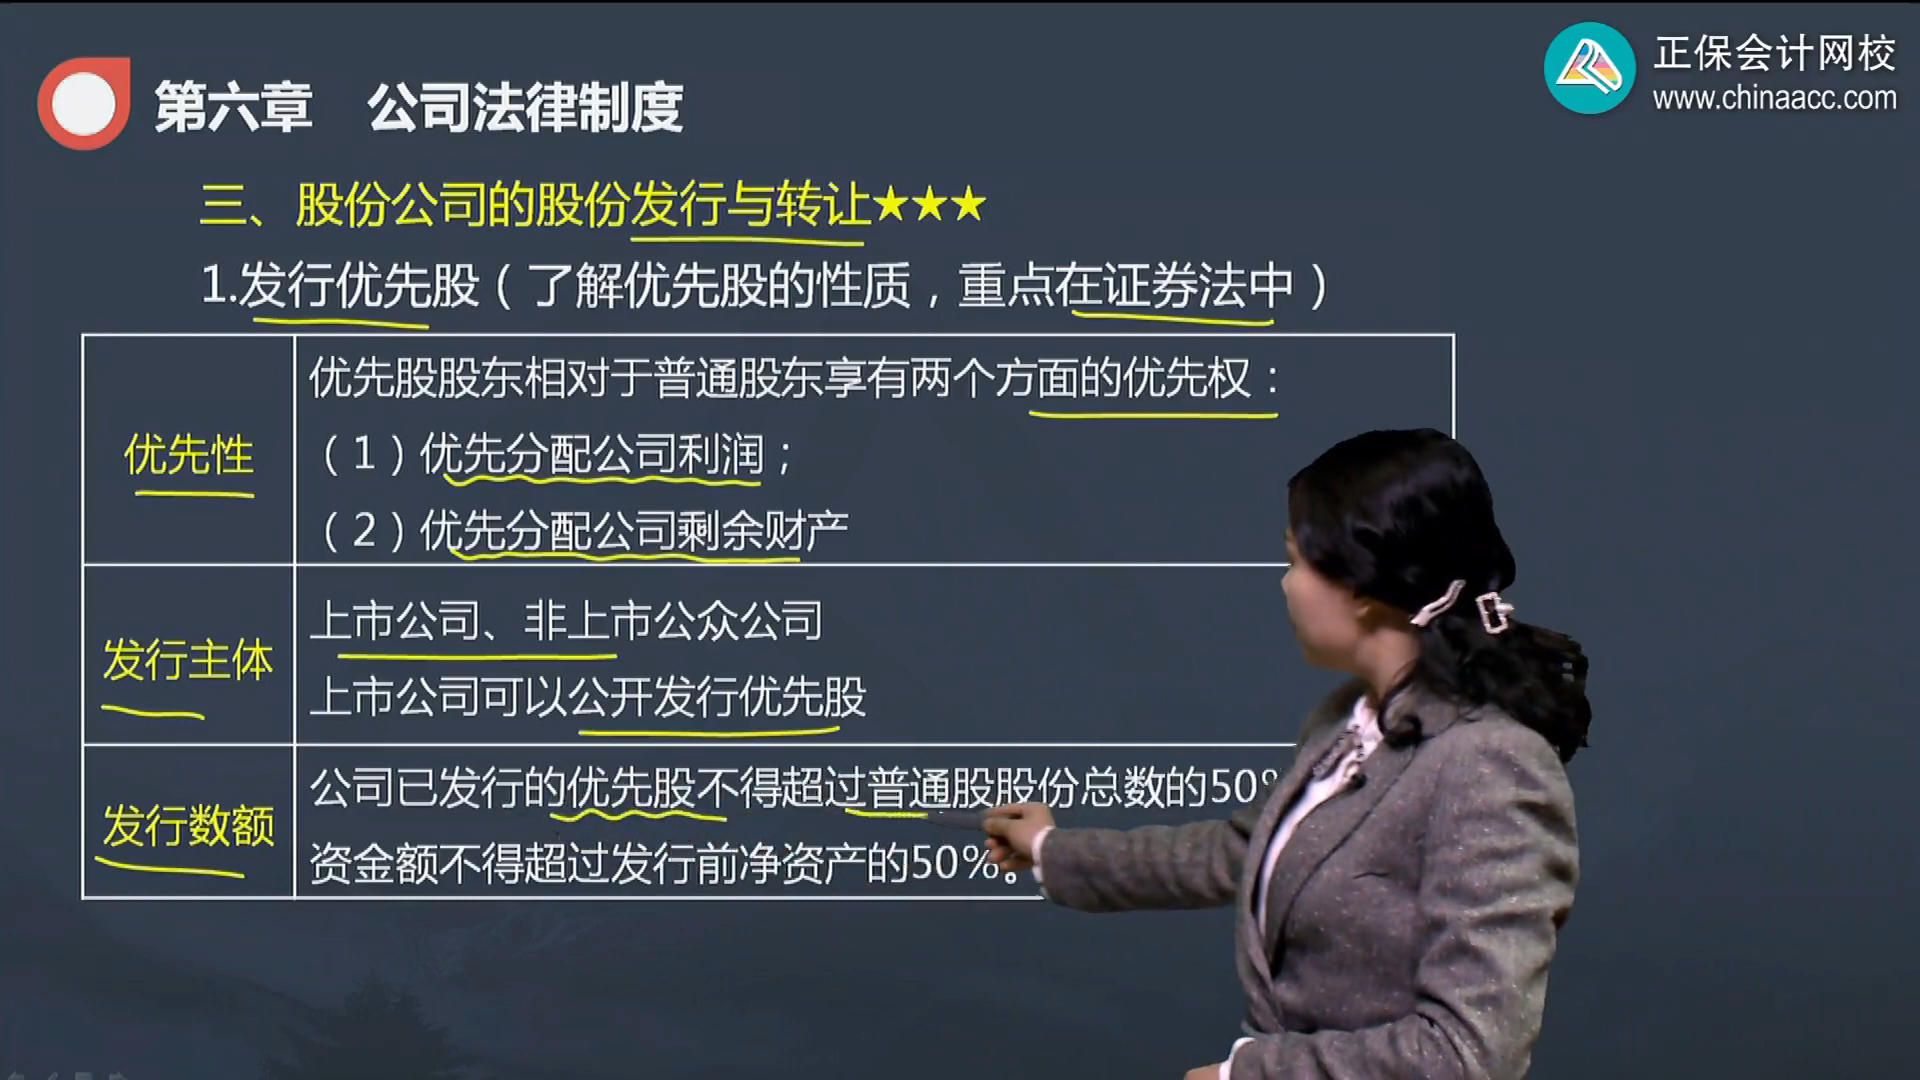 正保会计网校
www.chinaacc.com
第六章 公司法律制度
三、股份公司的股份发行与转让★★★
1.发行优先股（了解优先股的性质，重点在证券法中）
优先性
优先股股东相对于普通股东享有两个方面的优先权：
（1）优先分配公司利润；
（2）优先分配公司剩余财产
发行主体
上市公司、非上市公众公司
上市公司可以公开发行优先股
发行数额
公司已发行的优先股不得超过普通股股份总数的50%
资金额不得超过发行前净资产的50%。